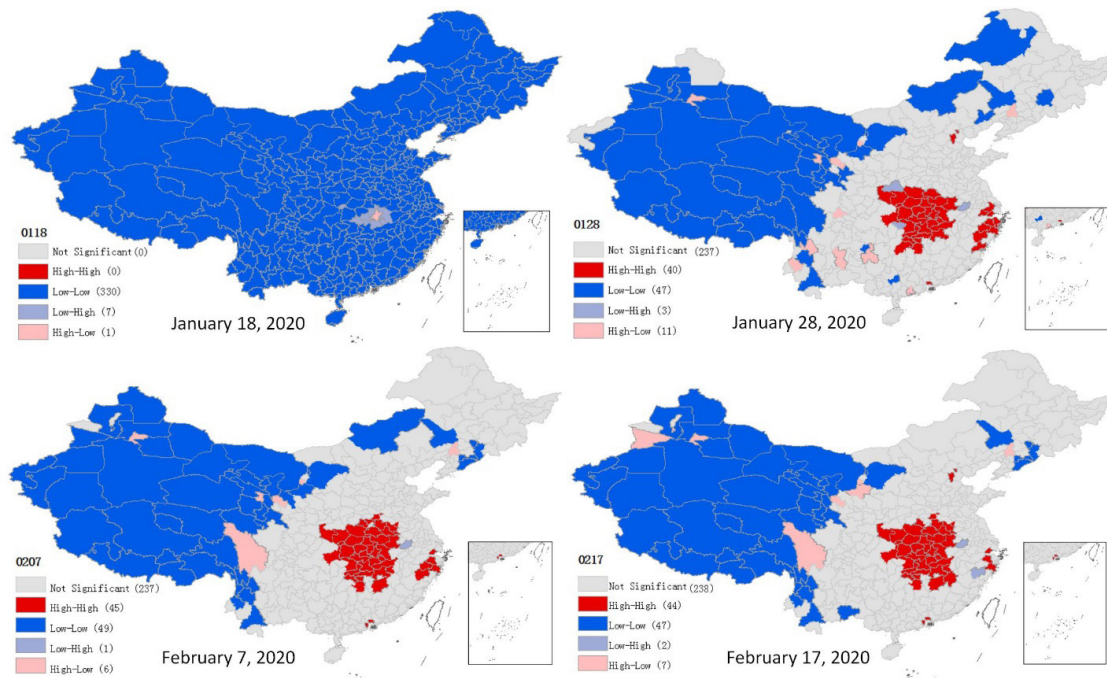 0118
Not Significant(0)
High-High (0)
Low-Low (330)
Low-High (7)
High-Low (1)
January 18, 2020
0128
Not Significant (237)
High-High (40)
Low-Low (47)
Low-High (3)
High-Low (11)
January 28, 2020
0207
Not Significant (237)
High-High (45)
Low-Low (49)
Low-High (1)
High-Low (6)
February 7, 2020
0217
Not Significant (238)
High-High (44)
Low-Low (47)
Low-High (2)
High-Low (7)
February 17, 2020